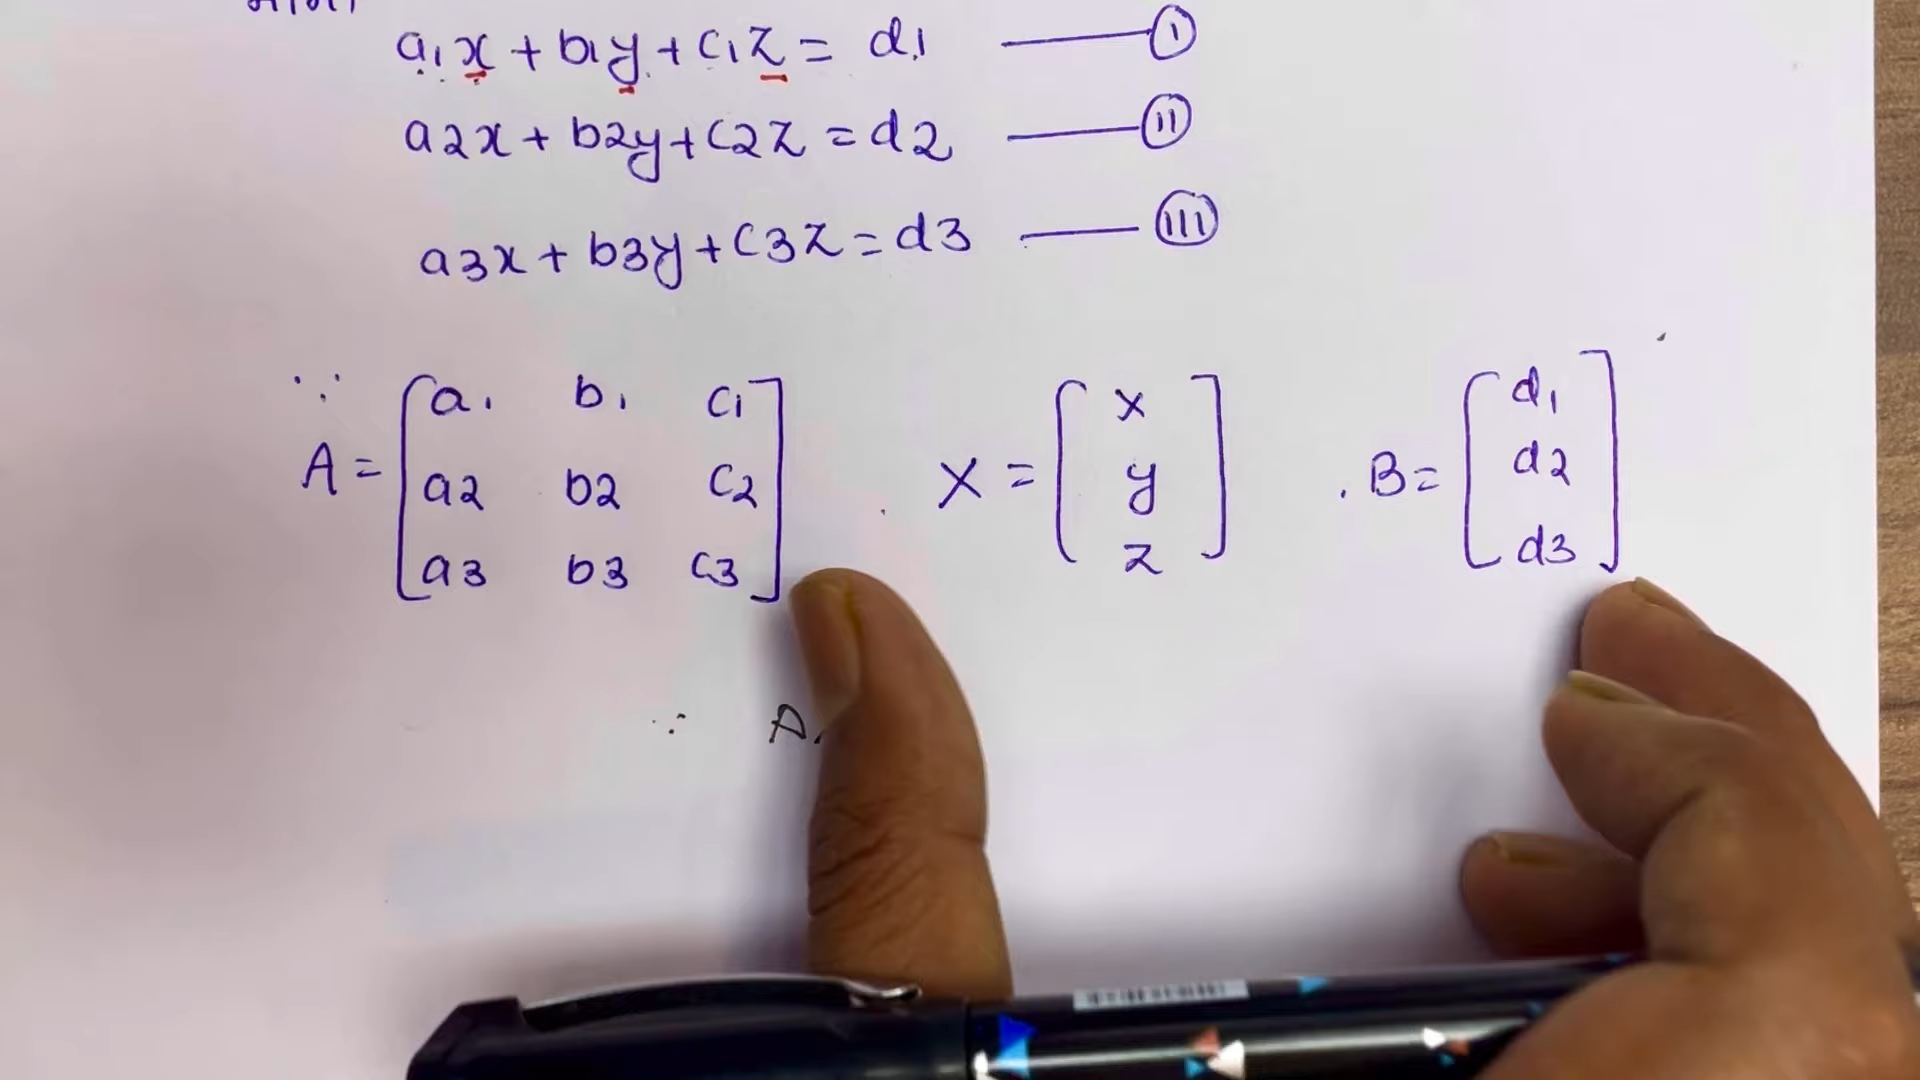 a1x + b1y + c1z = d1 —— (I)
a2x + b2y + c2z = d2 —— (II)
a3x + b3y + c3z = d3 —— (III)
∵
A = [a1 b1 c1 X = [x B = [d1
a2 b2 c2 y d2
a3 b3 c3] z] d3]
∵ A